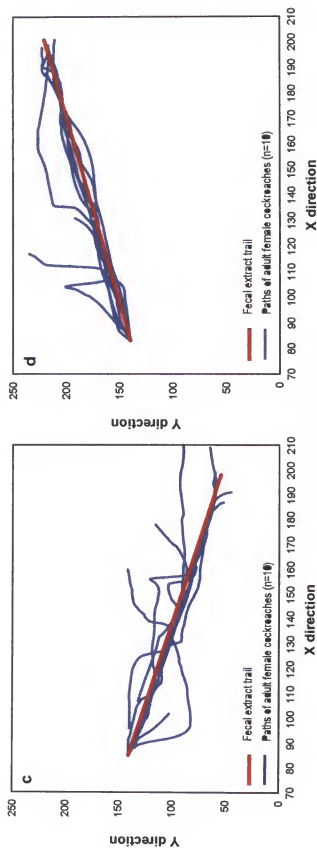 c
250
200
150
100
50
0
Y direction
Fecal extract trail
Paths of adult female cockroaches (n=10)
70 80 90 100 110 120 130 140 150 160 170 180 190 200 210
X direction
d
250
200
150
100
50
0
Y direction
Fecal extract trail
Paths of adult female cockroaches (n=10)
70 80 90 100 110 120 130 140 150 160 170 180 190 200 210
X direction